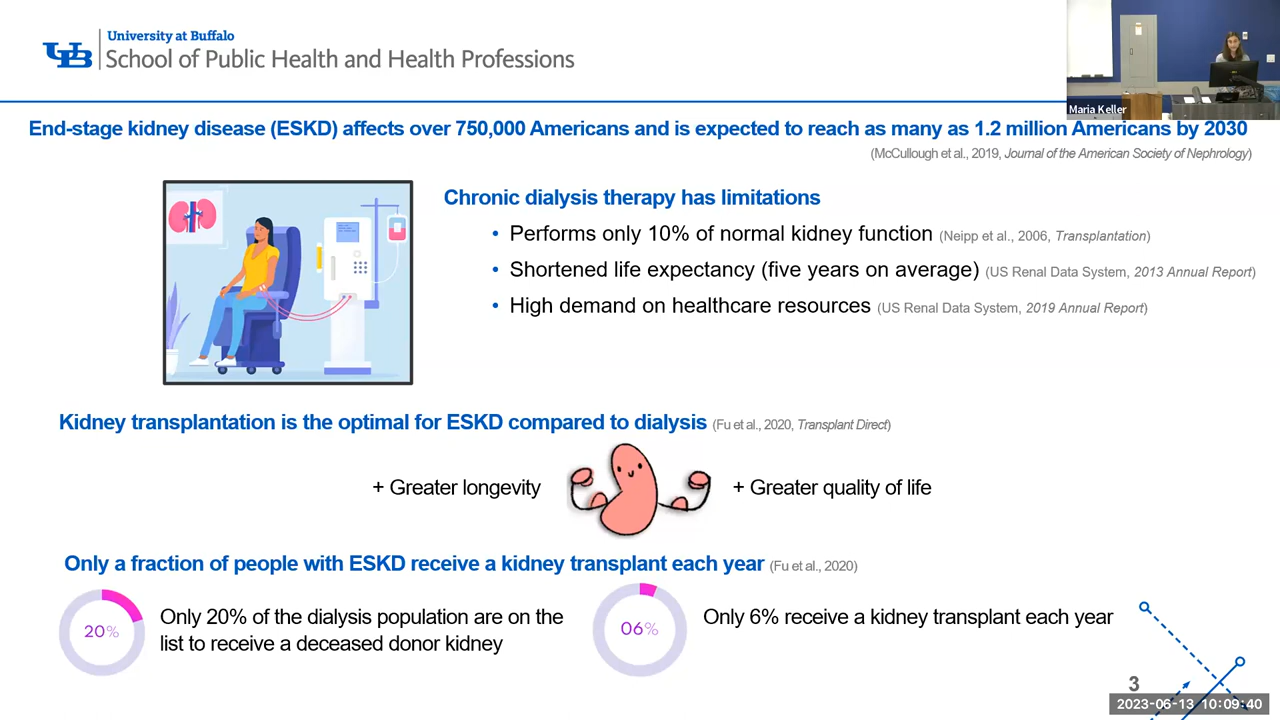 University at Buffalo
School of Public Health and Health Professions
Maria Keller
End-stage kidney disease (ESKD) affects over 750,000 Americans and is expected to reach as many as 1.2 million Americans by 2030
(McCullough et al., 2019, Journal of the American Society of Nephrology)
Chronic dialysis therapy has limitations
• Performs only 10% of normal kidney function (Neipp et al., 2006, Transplantation)
• Shortened life expectancy (five years on average) (US Renal Data System, 2013 Annual Report)
• High demand on healthcare resources (US Renal Data System, 2019 Annual Report)
Kidney transplantation is the optimal for ESKD compared to dialysis (Fu et al., 2020, Transplant Direct)
+ Greater longevity
+ Greater quality of life
Only a fraction of people with ESKD receive a kidney transplant each year (Fu et al., 2020)
20%
Only 20% of the dialysis population are on the
list to receive a deceased donor kidney
06%
Only 6% receive a kidney transplant each year
3
2023-06-13 10:09:40